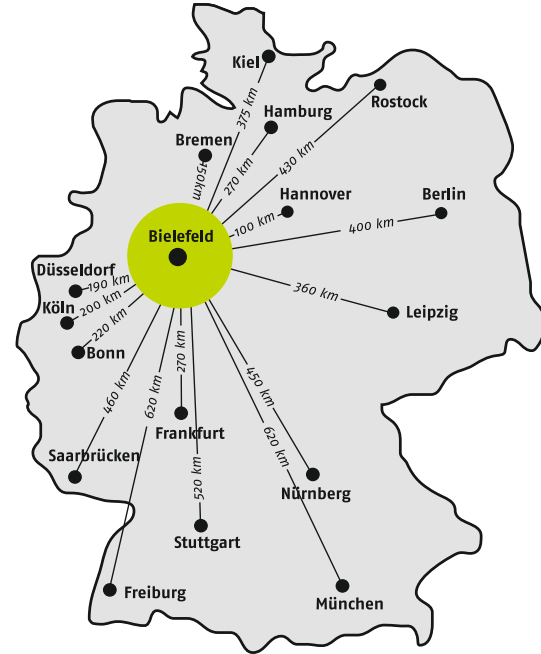 Kiel
375 km
Rostock
Hamburg
Bremen
150km
270 km
430 km
Hannover
100 km
Berlin
400 km
Bielefeld
Düsseldorf
190 km
Köln
200 km
360 km
Leipzig
220 km
Bonn
270 km
450 km
460 km
620 km
Frankfurt
620 km
Saarbrücken
520 km
Nürnberg
Stuttgart
Freiburg
München